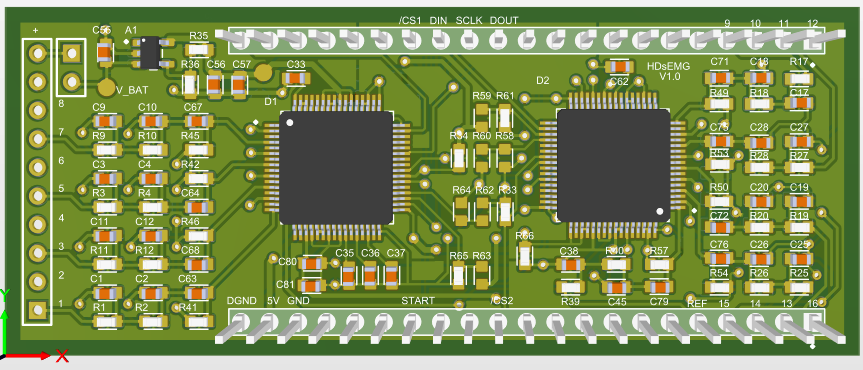 /CS1 DIN SCLK DOUT
9 10 11 12
+
C56 A1 R35
R36 C56 C57 C33
V_BAT
D1 D2
C62
HDsEMG
V1.0
C71 C18 R17
R49 R18 C17
8
C9 C10 C67
R59 R61
7
R9 R10 R45
R34 R60 R58
C75 C28 C27
R53 R28 R27
6
C3 C4 R42
5
R3 R4 C64
R64 R62 R33
R50 C20 C19
C72 R20 R19
4
C11 C12 R46
R66
3
R11 R12 C68
C80 C35 C36 C37
R65 R63
C38 R40 R57
C76 C26 C25
2
C1 C2 C63
C81
R39 C45 C79
R54 R26 R25
1
R1 R2 R41
DGND 5V GND START /CS2 REF 15 14 13 16
Y
X